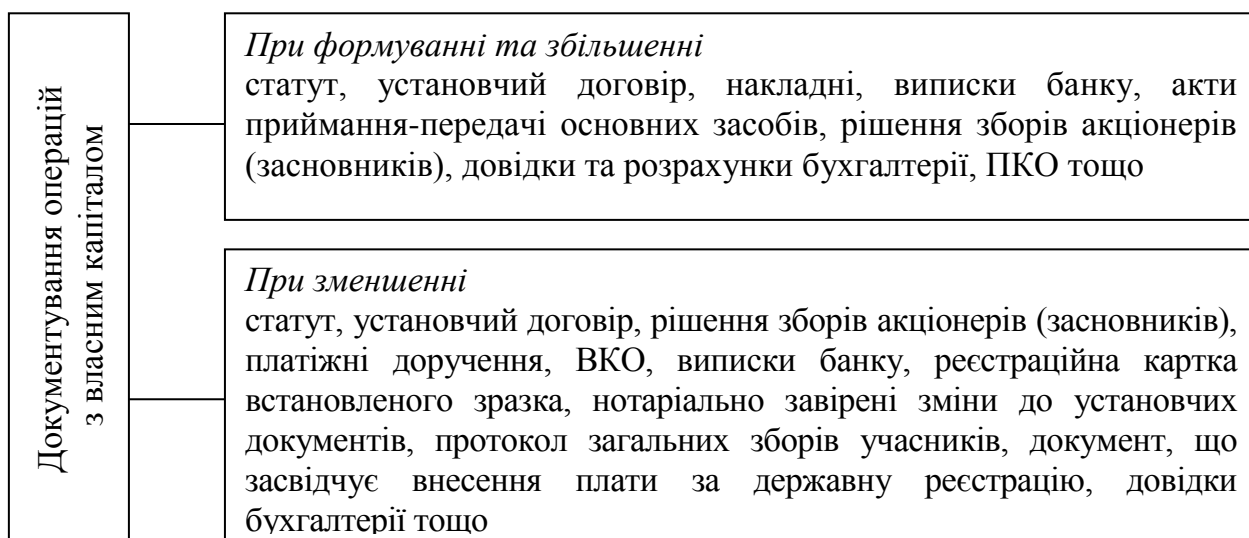 Документування операцій
з власним капіталом
При формуванні та збільшенні
статут, установчий договір, накладні, виписки банку, акти
приймання-передачі основних засобів, рішення зборів акціонерів
(засновників), довідки та розрахунки бухгалтерії, ПКО тощо
При зменшенні
статут, установчий договір, рішення зборів акціонерів (засновників),
платіжні доручення, ВКО, виписки банку, реєстраційна картка
встановленого зразка, нотаріально завірені зміни до установчих
документів, протокол загальних зборів учасників, документ, що
засвідчує внесення плати за державну реєстрацію, довідки
бухгалтерії тощо